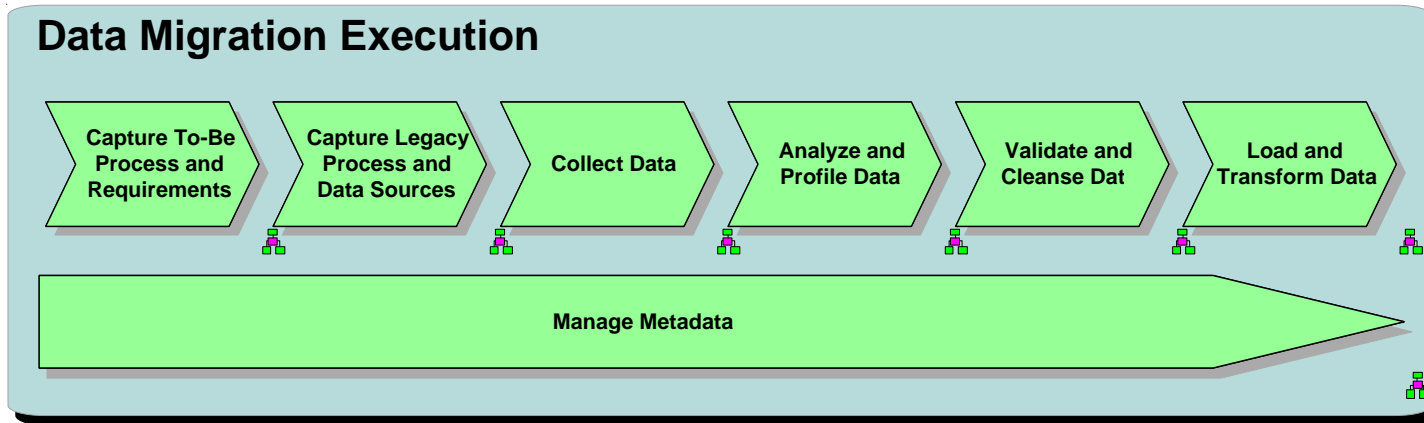 Data Migration Execution
Capture To-Be
Process and
Requirements
Capture Legacy
Process and
Data Sources
Collect Data
Analyze and
Profile Data
Validate and
Cleanse Dat
Load and
Transform Data
Manage Metadata